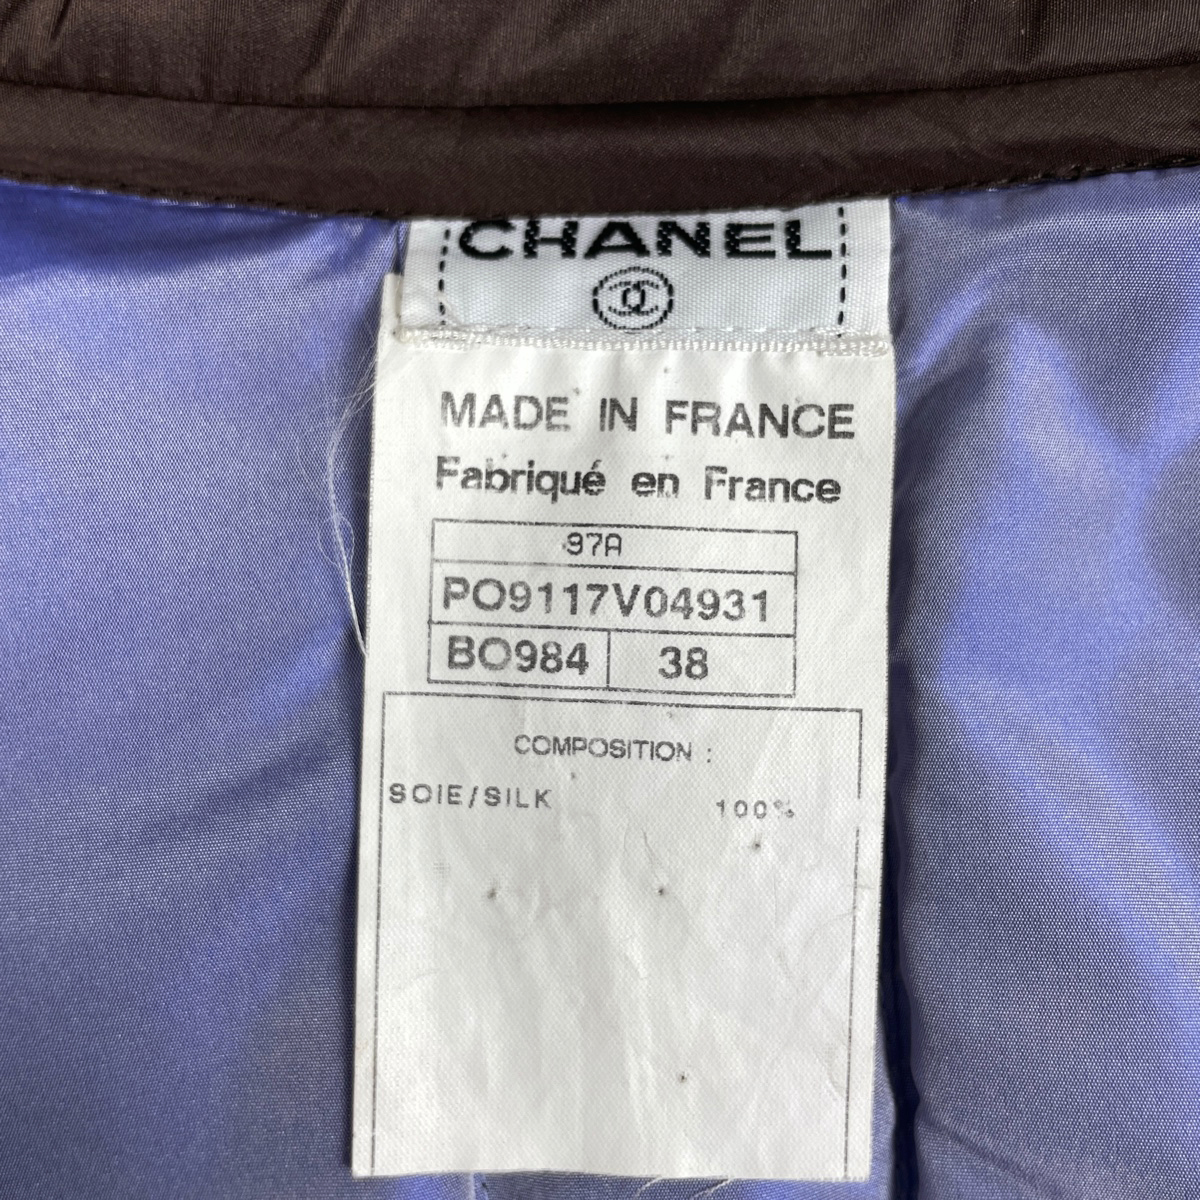 CHANEL
MADE IN FRANCE
Fabriqué en France
97A
PO9117V04931
BO984 38
COMPOSITION :
SOIE/SILK 100%